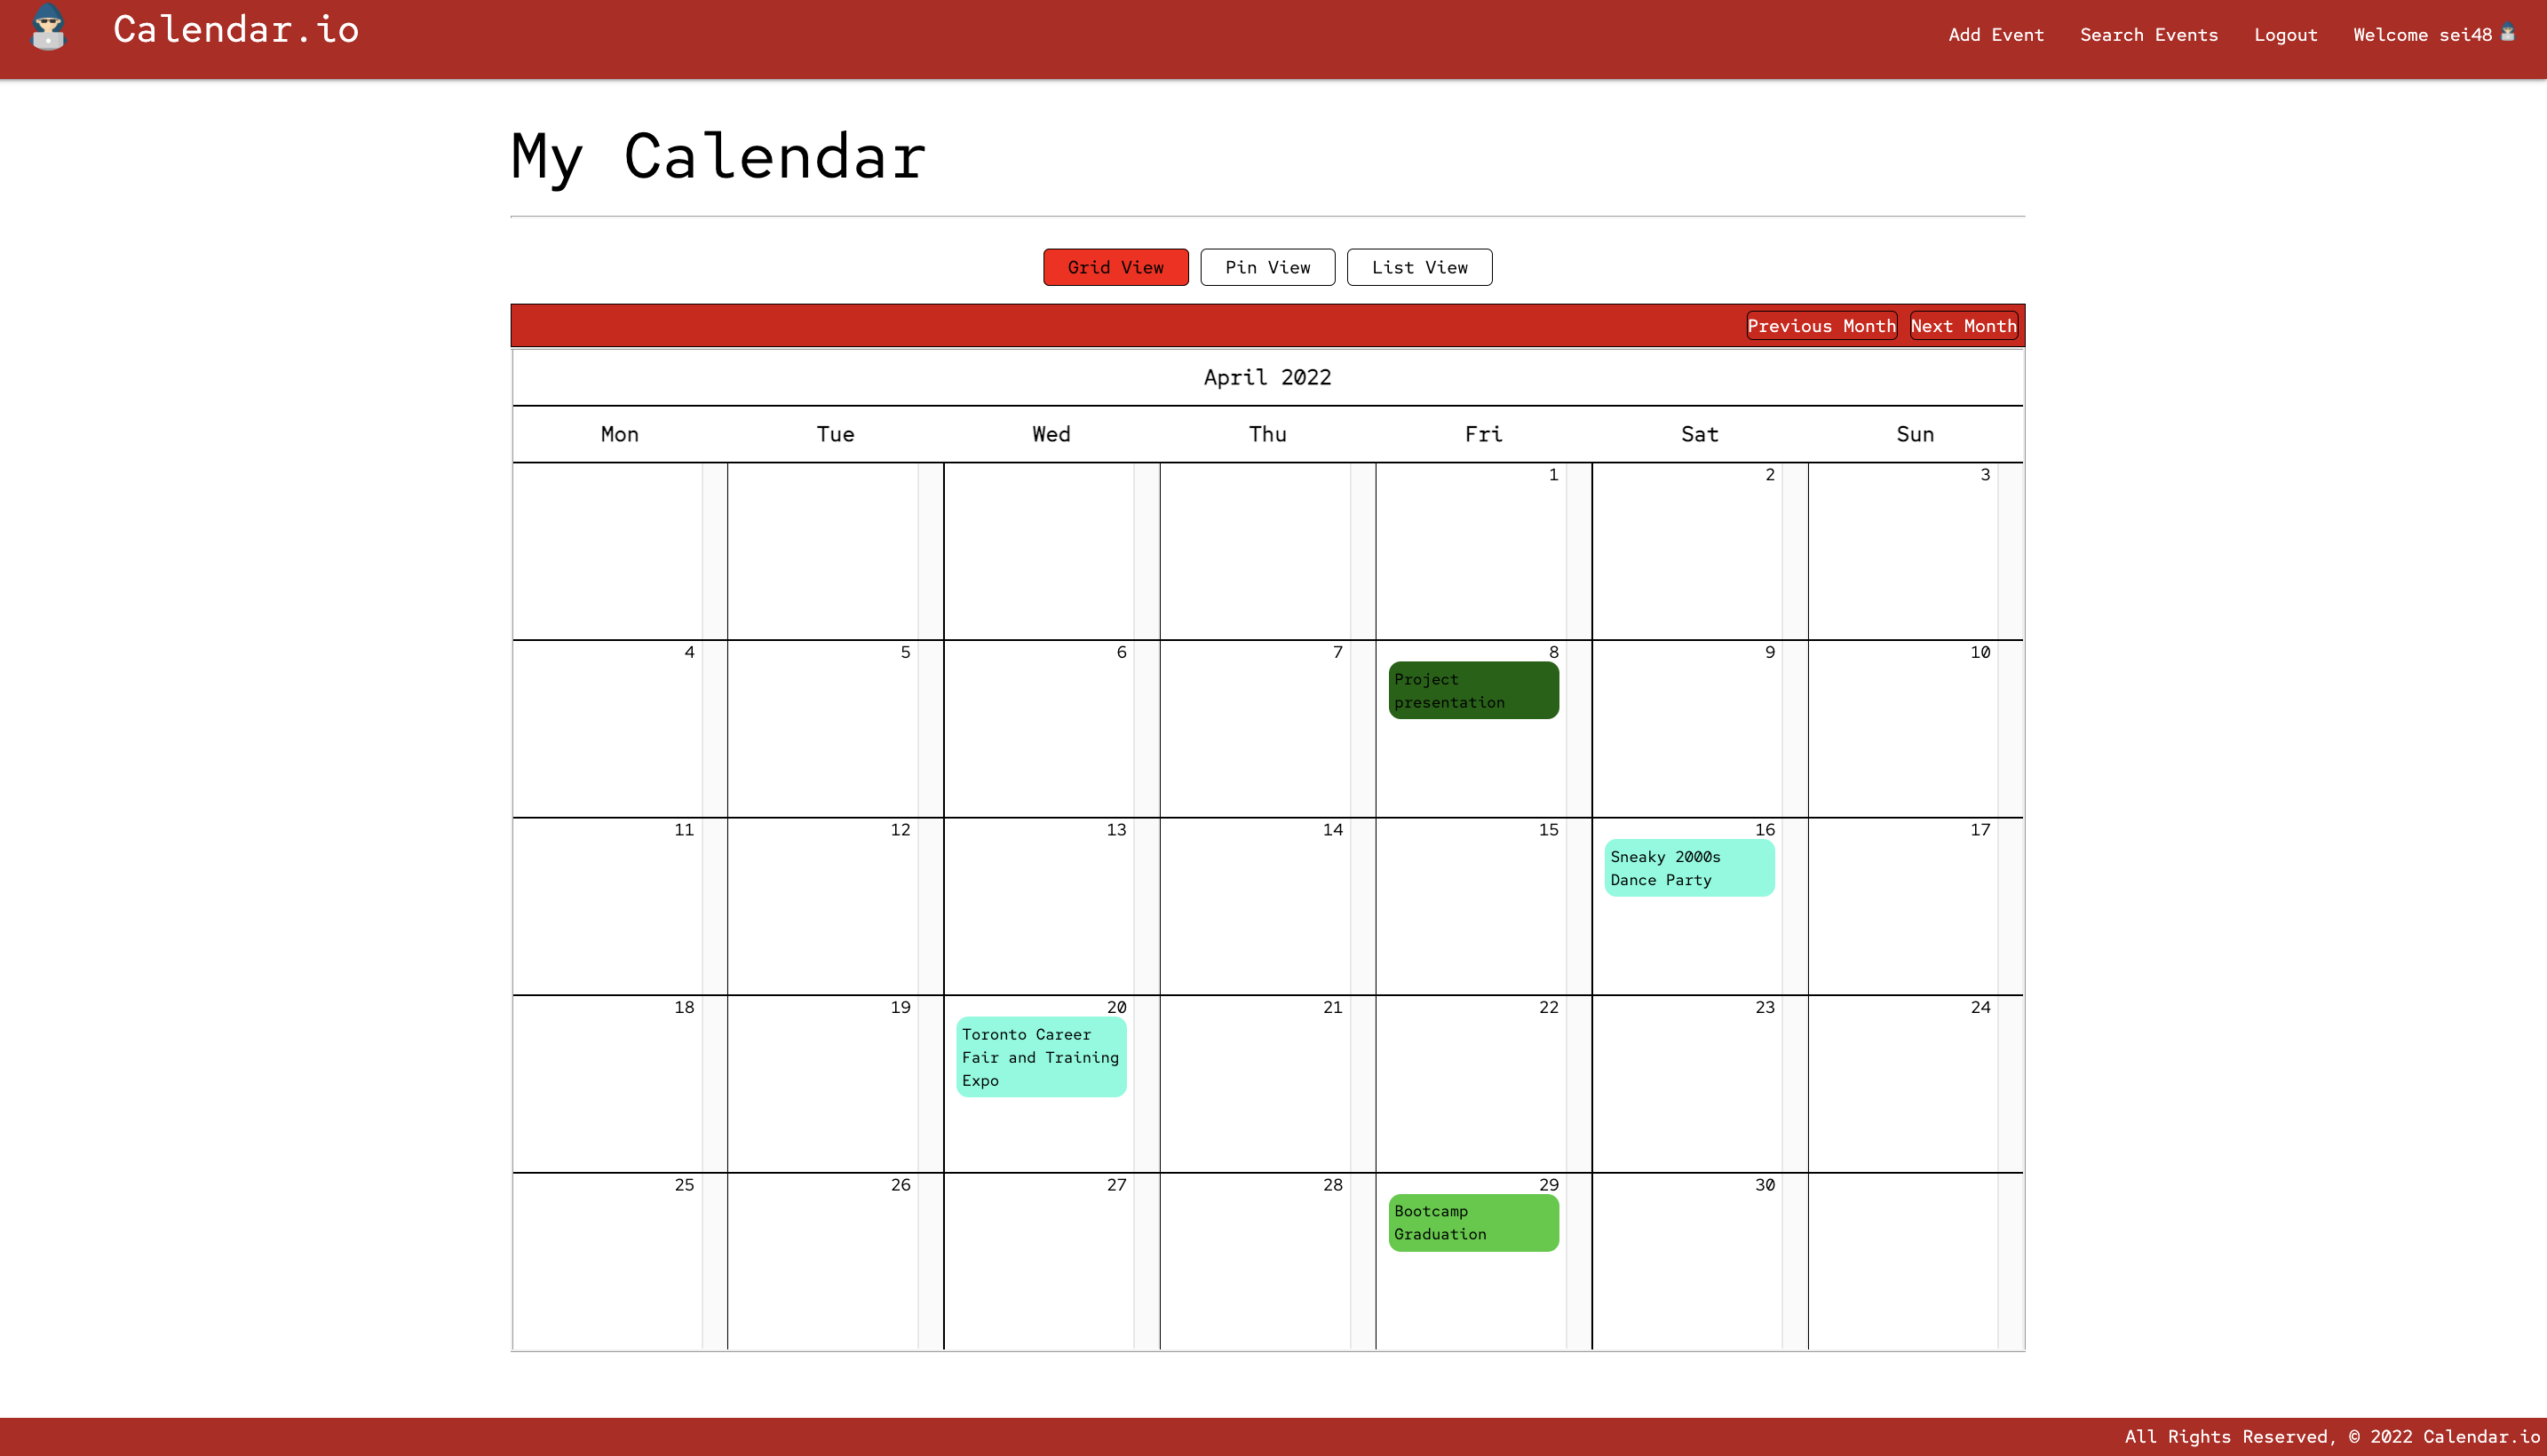 Calendar.io
Add Event Search Events Logout Welcome sei48
My Calendar
Grid View Pin View List View
Previous Month Next Month
April 2022
Mon Tue Wed Thu Fri Sat Sun
1 2 3
4 5 6 7 8 9 10
Project
presentation
11 12 13 14 15 16 17
Sneaky 2000s
Dance Party
18 19 20 21 22 23 24
Toronto Career
Fair and Training
Expo
25 26 27 28 29 30
Bootcamp
Graduation
All Rights Reserved, © 2022 Calendar.io